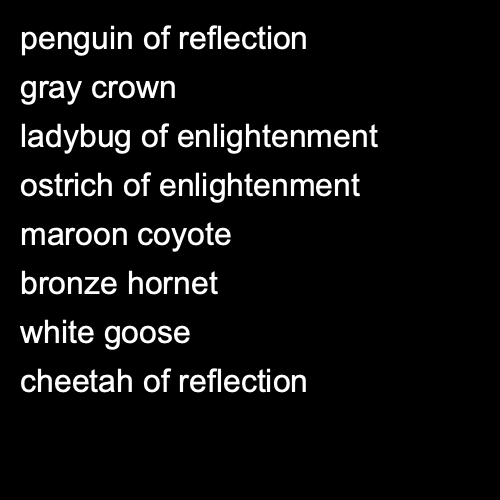 penguin of reflection
gray crown
ladybug of enlightenment
ostrich of enlightenment
maroon coyote
bronze hornet
white goose
cheetah of reflection